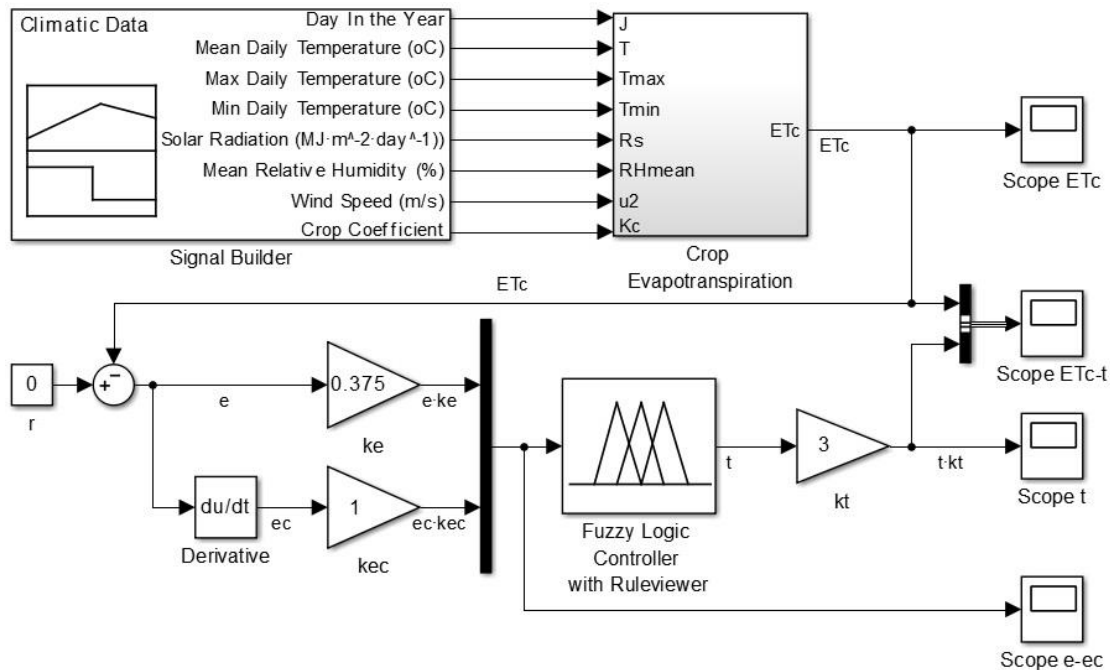 Climatic Data
Day In the Year
Mean Daily Temperature (oC)
Max Daily Temperature (oC)
Min Daily Temperature (oC)
Solar Radiation (MJ·m^-2·day^-1))
Mean Relative Humidity (%)
Wind Speed (m/s)
Crop Coefficient
Signal Builder
J
T
Tmax
Tmin
Rs
RHmean
u2
Kc
ETc
Crop
Evapotranspiration
ETc
Scope ETc
ETc
Scope ETc-t
0
r
+
−
e
0.375
ke
e·ke
du/dt
Derivative
ec
1
kec
ec·kec
Fuzzy Logic
Controller
with Ruleviewer
t
3
kt
t·kt
Scope t
Scope e-ec